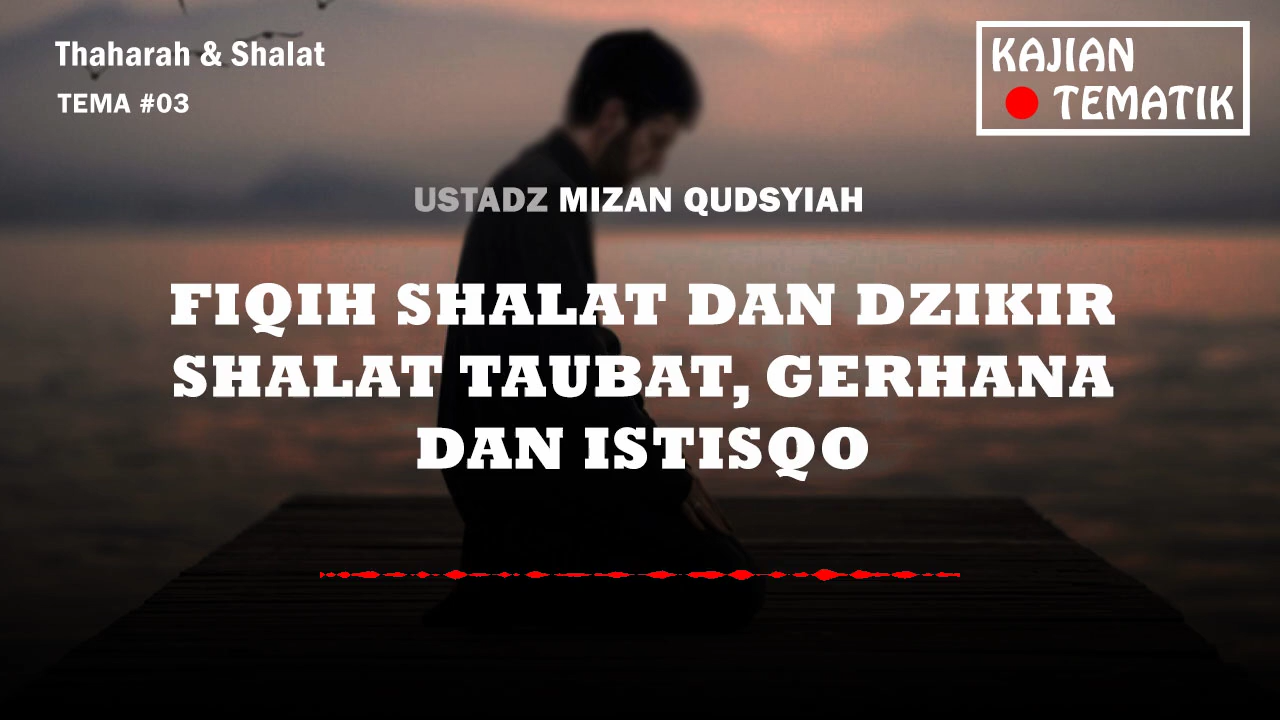 Thaharah & Shalat
TEMA #03
KAJIAN
TEMATIK
USTADZ MIZAN QUDSYIAH
FIQIH SHALAT DAN DZIKIR
SHALAT TAUBAT, GERHANA
DAN ISTISQO